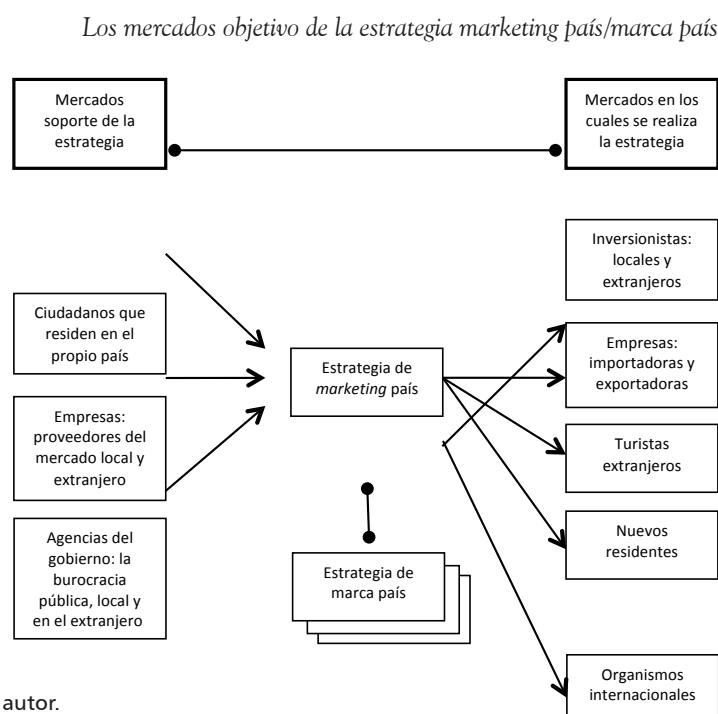 Los mercados objetivo de la estrategia marketing país/marca país
Mercados
soporte de la
estrategia
Mercados en los
cuales se realiza
la estrategia
Ciudadanos que
residen en el
propio país
Empresas:
proveedores del
mercado local y
extranjero
Agencias del
gobierno: la
burocracia
pública, local y
en el extranjero
Estrategia de
marketing país
Estrategia de
marca país
Inversionistas:
locales y
extranjeros
Empresas:
importadoras y
exportadoras
Turistas
extranjeros
Nuevos
residentes
Organismos
internacionales
autor.